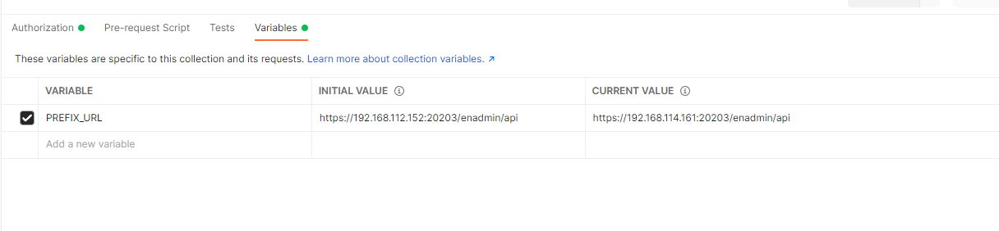 Authorization Pre-request Script Tests Variables
These variables are specific to this collection and its requests. Learn more about collection variables. ↗
VARIABLE INITIAL VALUE CURRENT VALUE
PREFIX_URL https://192.168.112.152:20203/enadmin/api https://192.168.114.161:20203/enadmin/api
Add a new variable